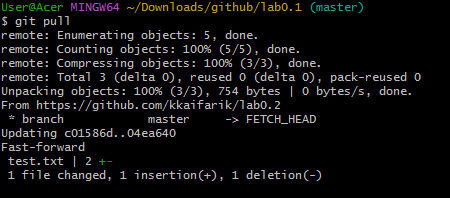 User@Acer MINGW64 ~/Downloads/github/lab0.1 (master)
$ git pull
remote: Enumerating objects: 5, done.
remote: Counting objects: 100% (5/5), done.
remote: Compressing objects: 100% (3/3), done.
remote: Total 3 (delta 0), reused 0 (delta 0), pack-reused 0
Unpacking objects: 100% (3/3), 754 bytes | 0 bytes/s, done.
From https://github.com/kkaifarik/lab0.2
 * branch            master     -> FETCH_HEAD
Updating c01586d..04ea640
Fast-forward
 test.txt | 2 +-
 1 file changed, 1 insertion(+), 1 deletion(-)